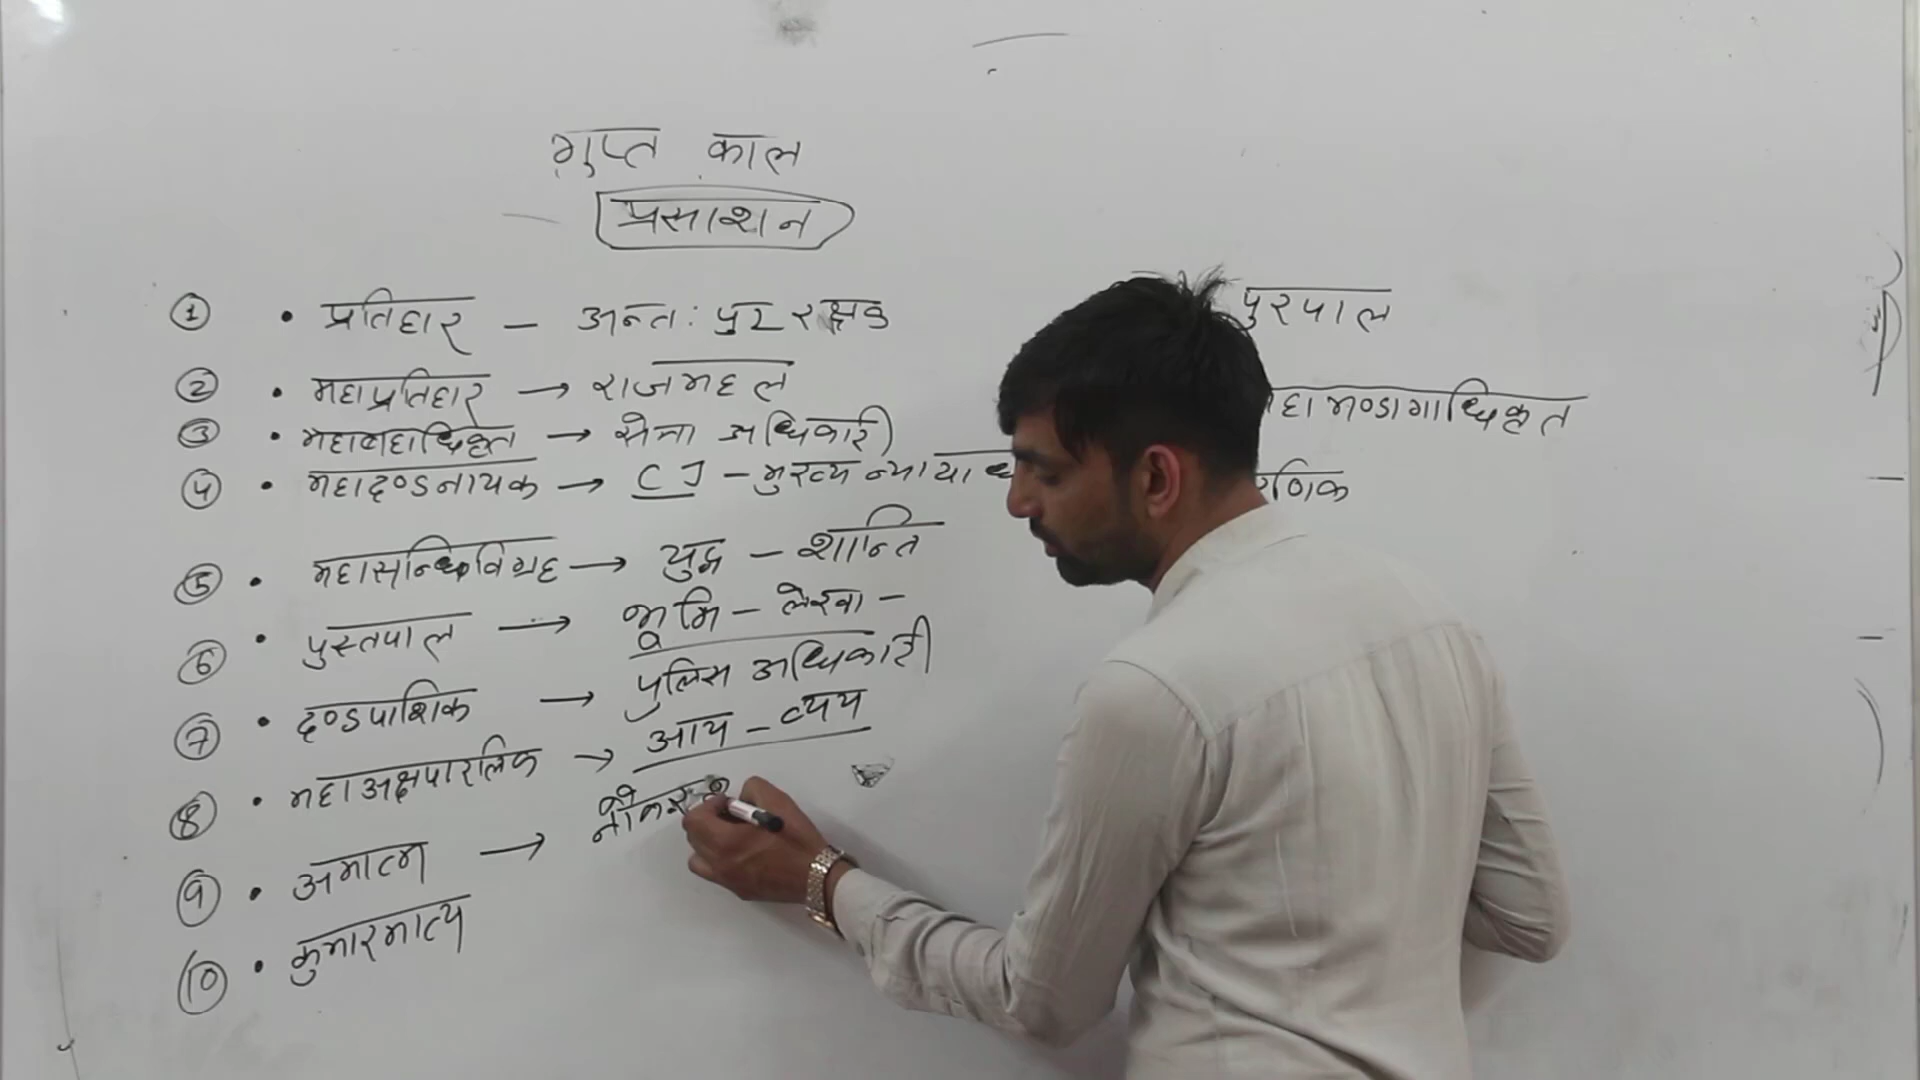 गुप्त काल
प्रसाशन
① • प्रतिहार – अन्तः पुर रक्षक
② • महाप्रतिहार → राजमहल
③ • महाबलाधिकृत → सेना अधिकारी
④ • महादण्डनायक → CJ – मुख्य न्याया
⑤ • महासन्धिविग्रह → युद्ध – शान्ति
⑥ • पुस्तपाल → भूमि – लेखा –
⑦ • दण्डपाशिक → पुलिस अधिकारी
⑧ • महाअक्षपारलिक → आय – व्यय
⑨ • अमात्य → नौकर
⑩ • कुमारमात्य
पुरपाल
हाभण्डागाधिकृत
रणिक